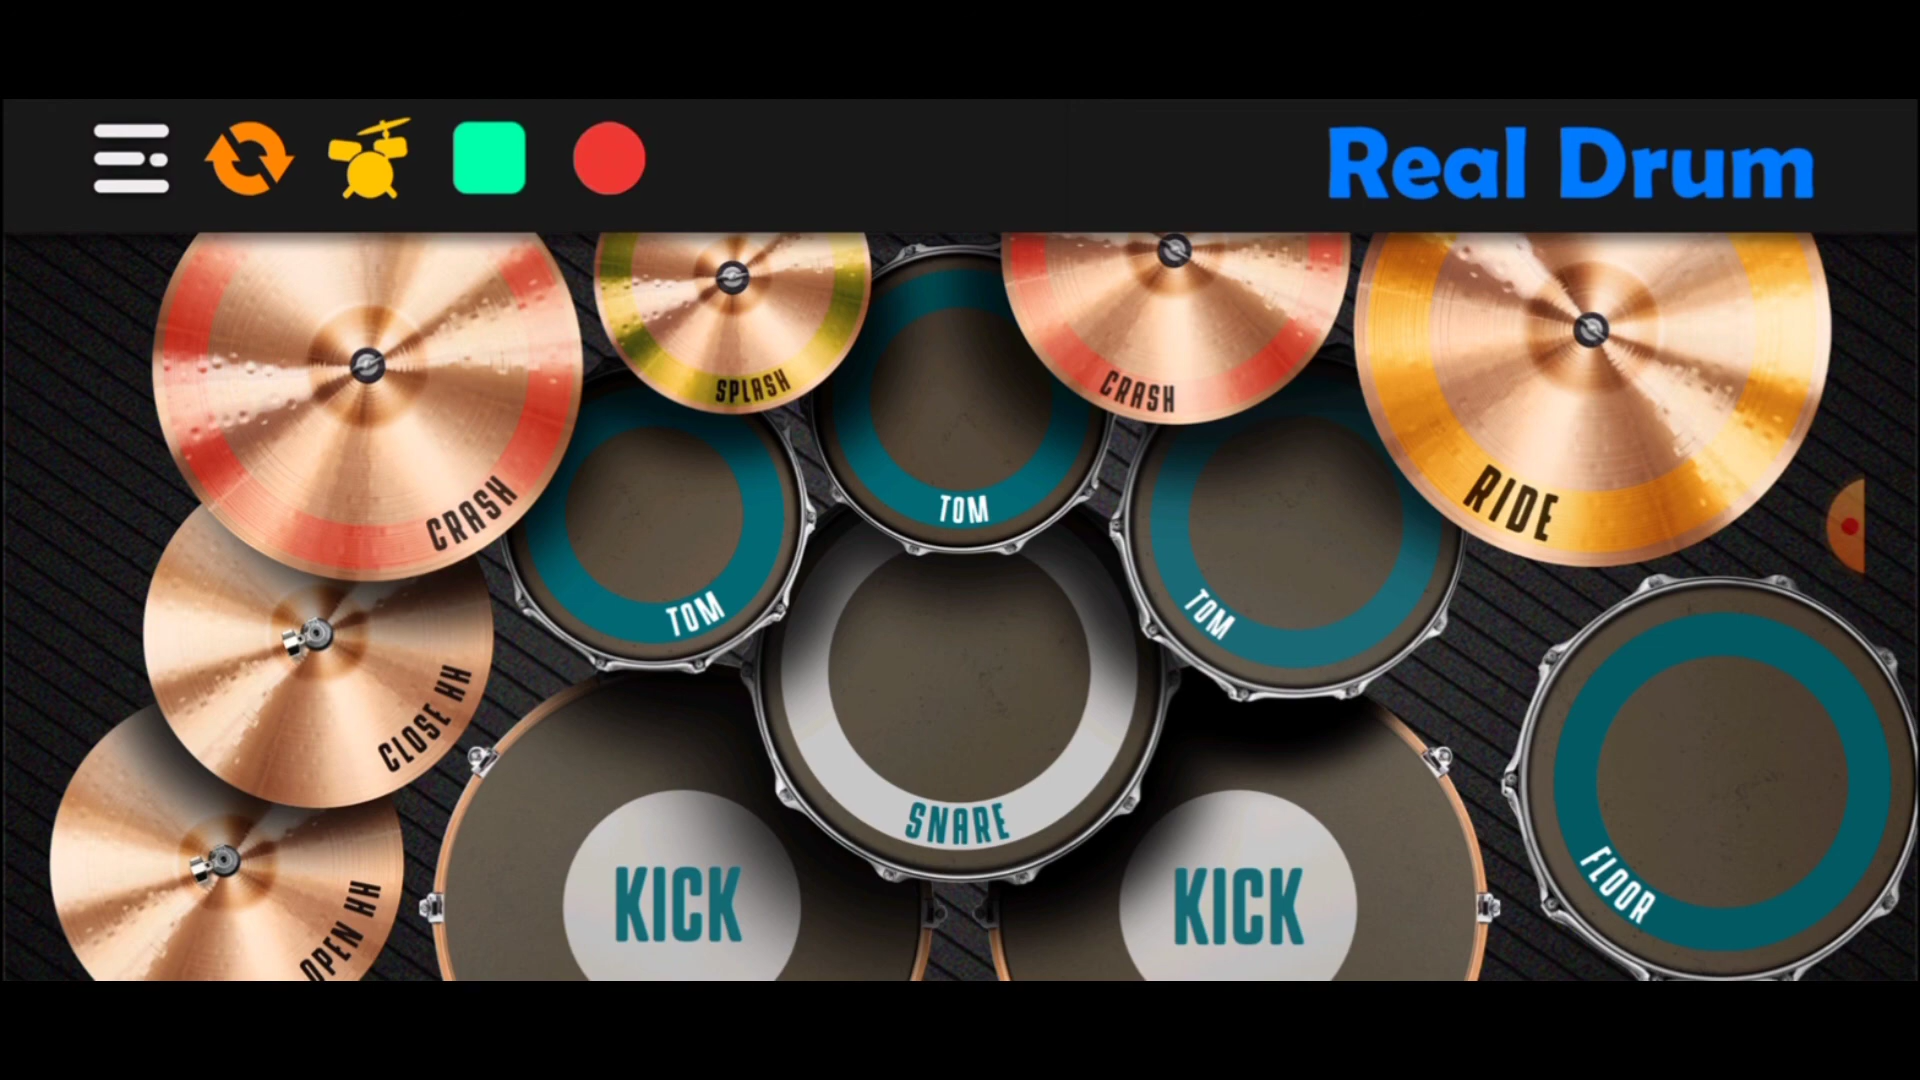 Real Drum
SPLASH
CRASH
CRASH
RIDE
TOM
TOM
TOM
CLOSE HH
SNARE
FLOOR
KICK
KICK
OPEN HH